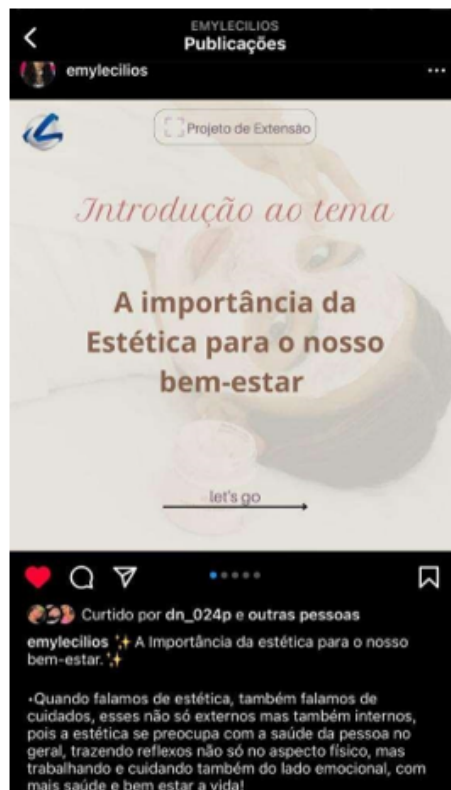 EMYLECILIOS
Publicações
emylecilios
Projeto de Extensão
Introdução ao tema
A importância da
Estética para o nosso
bem-estar
let's go
Curtido por dn_024p e outras pessoas
emylecilios ✨ A Importância da estética para o nosso
bem-estar.✨
•Quando falamos de estética, também falamos de
cuidados, esses não só externos mas também internos,
pois a estética se preocupa com a saúde da pessoa no
geral, trazendo reflexos não só no aspecto físico, mas
trabalhando e cuidando também do lado emocional, com
mais saúde e bem estar a vida!